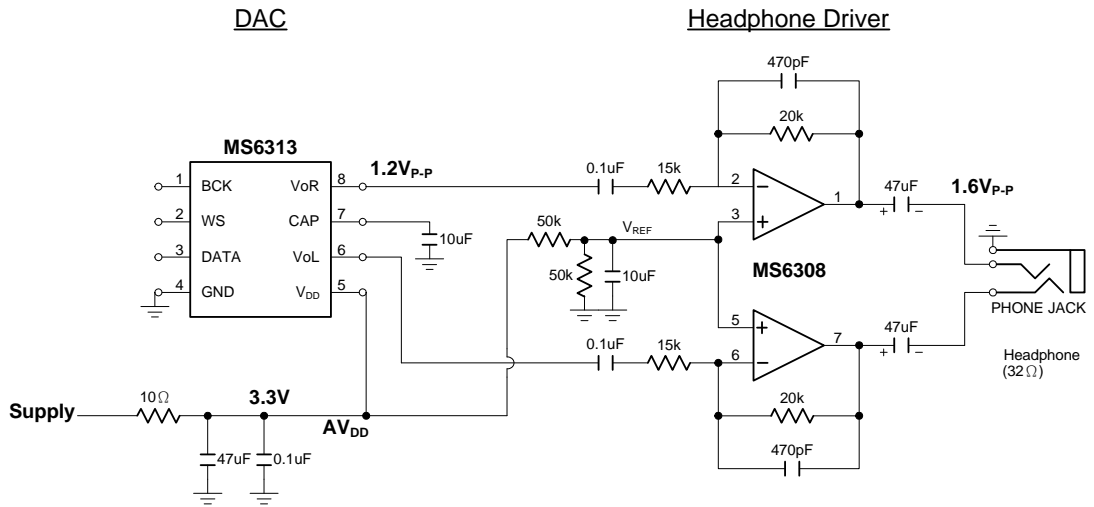 DAC
Headphone Driver
470pF
20k
MS6313
1.2VP-P
0.1uF
15k
47uF
1.6VP-P
1 BCK VoR 8
2 WS CAP 7
3 DATA VoL 6
4 GND VDD 5
10uF
50k
VREF
50k
10uF
2
3
1
+ −
MS6308
PHONE JACK
Headphone
(32Ω)
0.1uF
15k
5
6
7
47uF
+ −
20k
470pF
Supply
10Ω
3.3V
AVDD
47uF
0.1uF